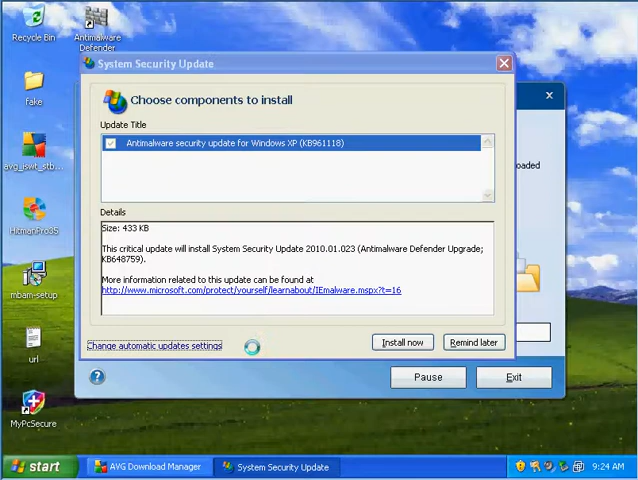 Recycle Bin
Antimalware
Defender
System Security Update
fake
Choose components to install
Update Title
Antimalware security update for Windows XP (KB961118)
oaded
avg_iswt_stb...
Details
Size: 433 KB
This critical update will install System Security Update 2010.01.023 (Antimalware Defender Upgrade;
KB648759).
HitmanPro35
More information related to this update can be found at
http://www.microsoft.com/protect/yourself/learnabout/IEmalware.mspx?t=16
mbam-setup
Change automatic updates settings
Install now
Remind later
url
Pause
Exit
MyPcSecure
start
AVG Download Manager
System Security Update
9:24 AM